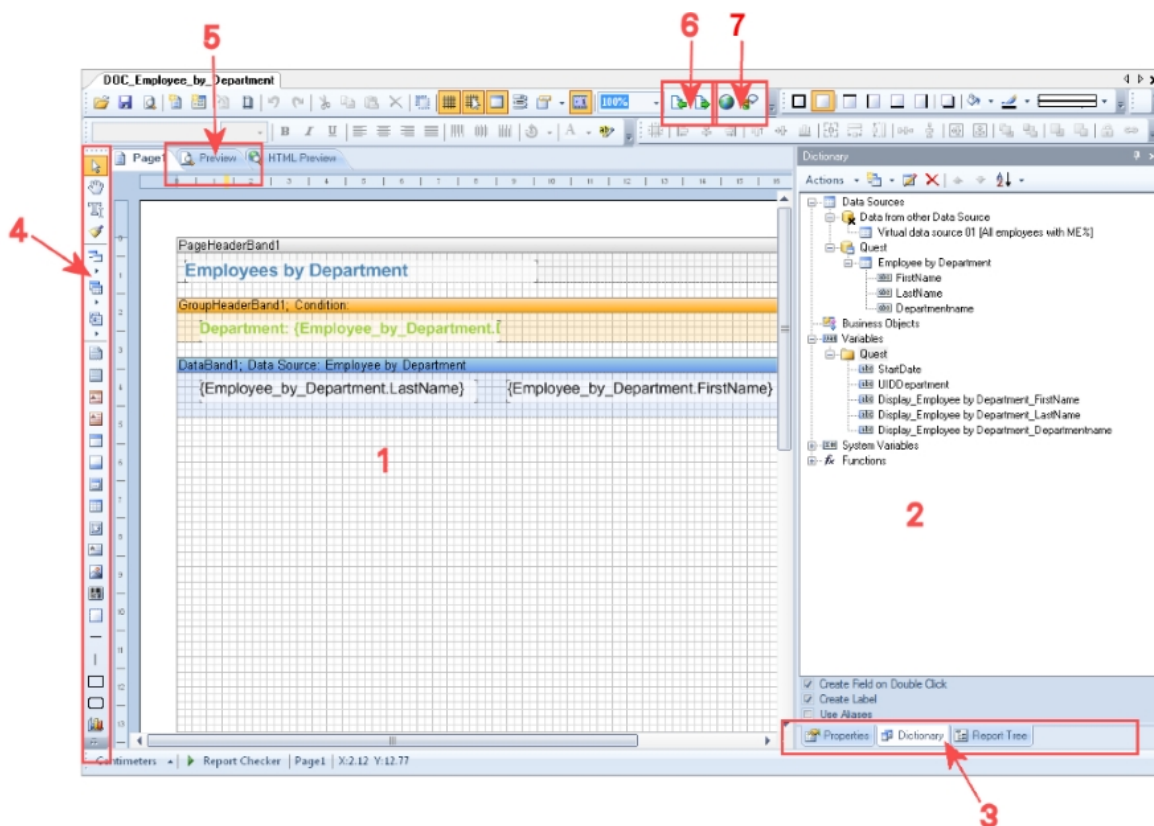 5
6
7
DOC_Employee_by_Department
100%
B I U
A
Page1
Preview
HTML Preview
4
PageHeaderBand1
Employees by Department
GroupHeaderBand1; Condition:
Department: {Employee_by_Department.
DataBand1; Data Source: Employee by Department
{Employee_by_Department.LastName}
{Employee_by_Department.FirstName}
1
Dictionary
Actions
Data Sources
Data from other Data Source
Virtual data source 01 [All employees with ME%]
Quest
Employee by Department
FirstName
LastName
Departmentname
Business Objects
Variables
Quest
StartDate
UIDDepartment
Display_Employee by Department_FirstName
Display_Employee by Department_LastName
Display_Employee by Department_Departmentname
System Variables
fx Functions
2
Create Field on Double Click
Create Label
Use Aliases
Properties
Dictionary
Report Tree
Centimeters
Report Checker
Page1
X:2.12 Y:12.77
3